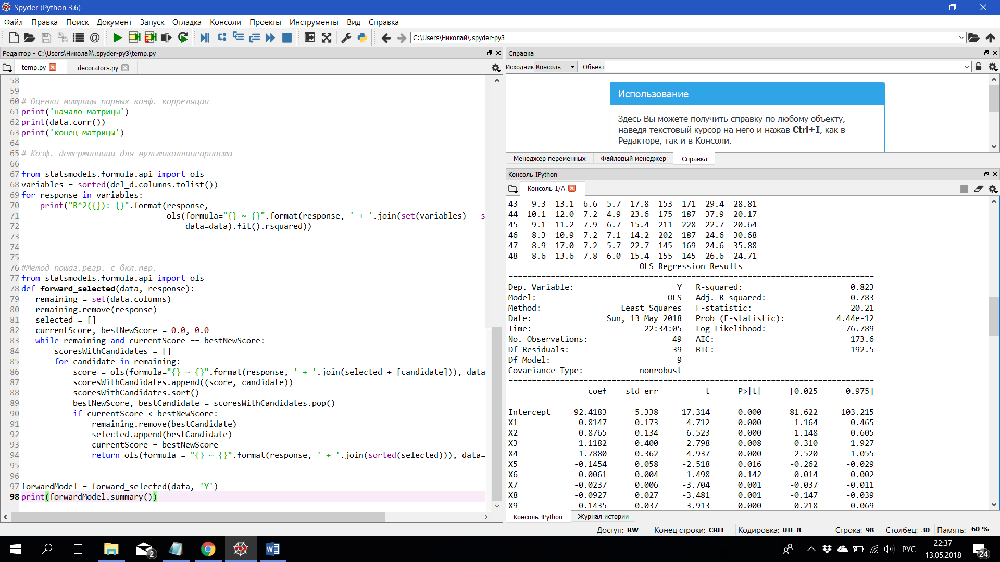 Spyder (Python 3.6)
Файл Правка Поиск Документ Запуск Отладка Консоли Проекты Инструменты Вид Справка
C:\Users\Николай\.spyder-py3
Редактор - C:\Users\Николай\.spyder-py3\temp.py
temp.py _decorators.py
58
59
60 # Оценка матрицы парных коэф. корреляции
61 print('начало матрицы')
62 print(data.corr())
63 print('конец матрицы')
64
65 # Коэф. детерминации для мультиколлинеарности
66
67 from statsmodels.formula.api import ols
68 variables = sorted(del_d.columns.tolist())
69 for response in variables:
70     print("R^2({}): {}".format(response,
71                                ols(formula="{} ~ {}".format(response, ' + '.join(set(variables) - s
72                                    data=data).fit().rsquared))
73
74
75
76 #Метод пошаг.регр. с вкл.пер.
77 from statsmodels.formula.api import ols
78 def forward_selected(data, response):
79    remaining = set(data.columns)
80    remaining.remove(response)
81    selected = []
82    currentScore, bestNewScore = 0.0, 0.0
83    while remaining and currentScore == bestNewScore:
84        scoresWithCandidates = []
85        for candidate in remaining:
86            score = ols(formula="{} ~ {}".format(response, ' + '.join(selected + [candidate])), data
87            scoresWithCandidates.append((score, candidate))
88            scoresWithCandidates.sort()
89            bestNewScore, bestCandidate = scoresWithCandidates.pop()
90            if currentScore < bestNewScore:
91                remaining.remove(bestCandidate)
92                selected.append(bestCandidate)
93                currentScore = bestNewScore
94                return ols(formula = "{} ~ {}".format(response, ' + '.join(sorted(selected))), data=
95
96
97 forwardModel = forward_selected(data, 'Y')
98 print(forwardModel.summary())
Справка
Исходник Консоль Объект
Использование
Здесь Вы можете получить справку по любому объекту,
наведя текстовый курсор на него и нажав Ctrl+I, как в
Редакторе, так и в Консоли.
Менеджер переменных Файловый менеджер Справка
Консоль IPython
Консоль 1/A
43 9.3 13.1 6.6 5.7 17.8 153 171 29.4 28.81
44 10.1 12.0 7.2 4.9 23.6 175 187 37.9 20.17
45 9.1 11.2 7.9 6.7 15.4 211 228 22.7 20.64
46 8.3 10.9 7.2 7.1 14.2 202 187 24.6 30.68
47 8.9 17.0 7.2 5.7 22.7 145 169 24.6 35.88
48 8.6 13.6 7.8 6.0 15.4 155 145 26.6 24.71
OLS Regression Results
==============================================================================
Dep. Variable: Y R-squared: 0.823
Model: OLS Adj. R-squared: 0.783
Method: Least Squares F-statistic: 20.21
Date: Sun, 13 May 2018 Prob (F-statistic): 4.44e-12
Time: 22:34:05 Log-Likelihood: -76.789
No. Observations: 49 AIC: 173.6
Df Residuals: 39 BIC: 192.5
Df Model: 9
Covariance Type: nonrobust
==============================================================================
coef std err t P>|t| [0.025 0.975]
------------------------------------------------------------------------------
Intercept 92.4183 5.338 17.314 0.000 81.622 103.215
X1 -0.8147 0.173 -4.712 0.000 -1.164 -0.465
X2 -0.8765 0.134 -6.523 0.000 -1.148 -0.605
X3 1.1182 0.400 2.798 0.008 0.310 1.927
X4 -1.7880 0.362 -4.937 0.000 -2.520 -1.055
X5 -0.1454 0.058 -2.518 0.016 -0.262 -0.029
X6 -0.0061 0.004 -1.498 0.142 -0.014 0.002
X7 -0.0237 0.006 -3.704 0.001 -0.037 -0.011
X8 -0.0927 0.027 -3.481 0.001 -0.147 -0.039
X9 -0.1435 0.037 -3.913 0.000 -0.218 -0.069
Консоль IPython Журнал истории
Доступ: RW Конец строки: CRLF Кодировка: UTF-8 Строка: 98 Столбец: 30 Память: 60 %
2
РУС
22:37
13.05.2018
24